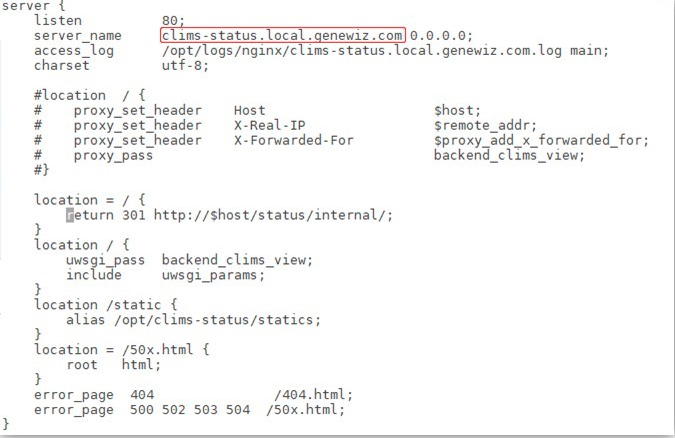 server {
    listen          80;
    server_name     clims-status.local.genewiz.com 0.0.0.0;
    access_log      /opt/logs/nginx/clims-status.local.genewiz.com.log main;
    charset         utf-8;
    #location  / {
    #    proxy_set_header    Host                     $host;
    #    proxy_set_header    X-Real-IP                $remote_addr;
    #    proxy_set_header    X-Forwarded-For          $proxy_add_x_forwarded_for;
    #    proxy_pass                                   backend_clims_view;
    #}
    location = / {
        return 301 http://$host/status/internal/;
    }
    location / {
        uwsgi_pass  backend_clims_view;
        include     uwsgi_params;
    }
    location /static {
        alias /opt/clims-status/statics;
    }
    location = /50x.html {
        root   html;
    }
    error_page  404               /404.html;
    error_page  500 502 503 504  /50x.html;
}